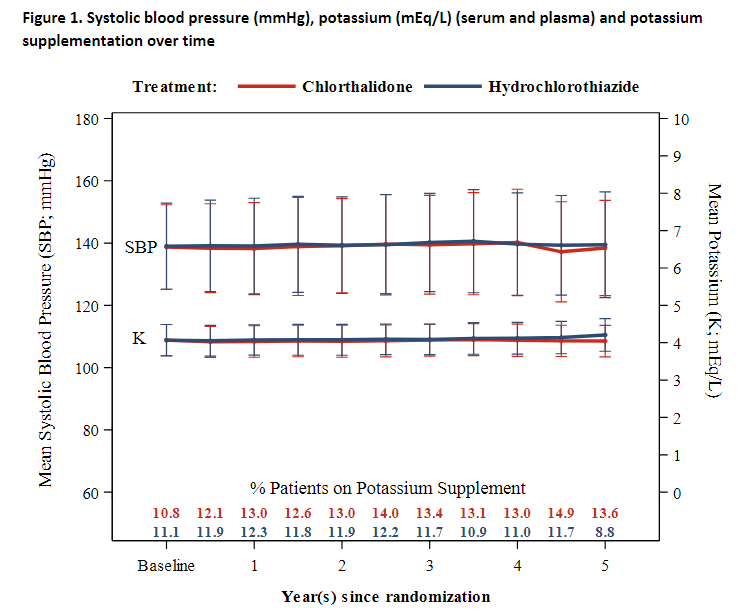 Figure 1. Systolic blood pressure (mmHg), potassium (mEq/L) (serum and plasma) and potassium
supplementation over time
Treatment: Chlorthalidone Hydrochlorothiazide
180
160
140
120
100
80
60
Mean Systolic Blood Pressure (SBP; mmHg)
SBP
K
10
9
8
7
6
5
4
3
2
1
0
Mean Potassium (K; mEq/L)
% Patients on Potassium Supplement
10.8 12.1 13.0 12.6 13.0 14.0 13.4 13.1 13.0 14.9 13.6
11.1 11.9 12.3 11.8 11.9 12.2 11.7 10.9 11.0 11.7 8.8
Baseline 1 2 3 4 5
Year(s) since randomization